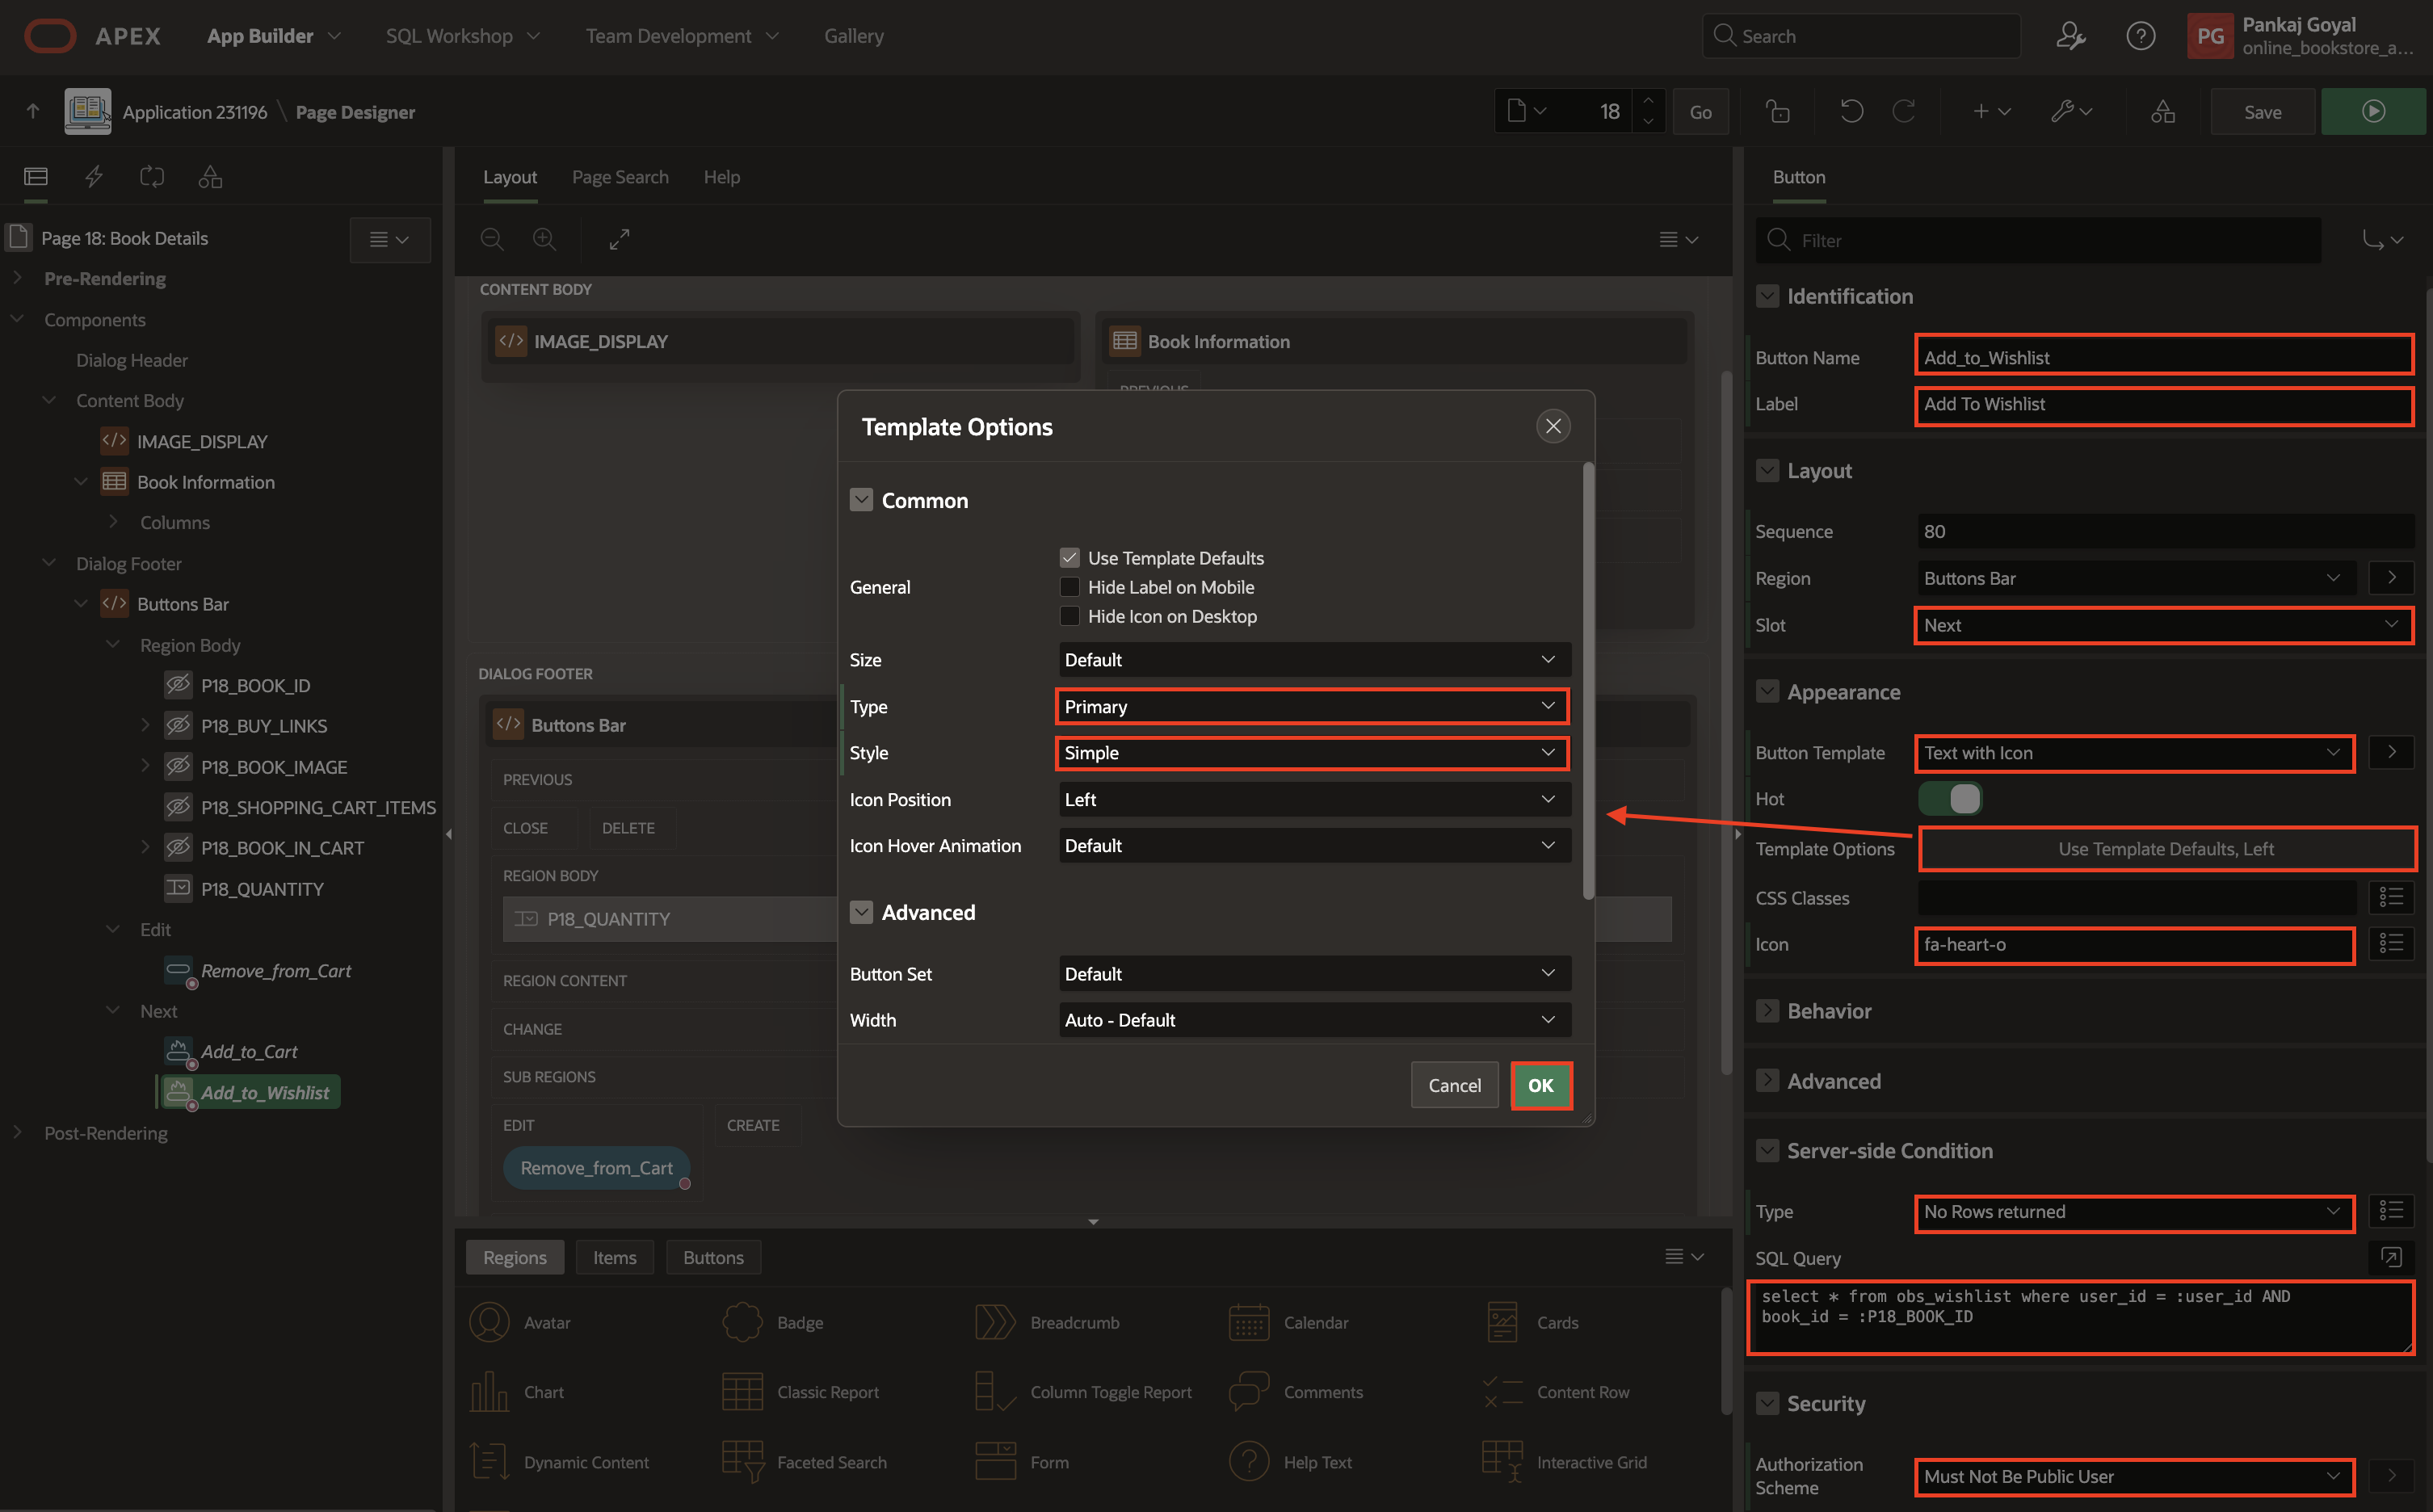 APEX
App Builder
SQL Workshop
Team Development
Gallery
Search
PG
Pankaj Goyal
online_bookstore_a...
Application 231196 \ Page Designer
18
Go
Save
Page 18: Book Details
Pre-Rendering
Components
Dialog Header
Content Body
IMAGE_DISPLAY
Book Information
Columns
Dialog Footer
Buttons Bar
Region Body
P18_BOOK_ID
P18_BUY_LINKS
P18_BOOK_IMAGE
P18_SHOPPING_CART_ITEMS
P18_BOOK_IN_CART
P18_QUANTITY
Edit
Remove_from_Cart
Next
Add_to_Cart
Add_to_Wishlist
Post-Rendering
Layout
Page Search
Help
CONTENT BODY
IMAGE_DISPLAY
Book Information
PREVIOUS
DIALOG FOOTER
Buttons Bar
PREVIOUS
CLOSE
DELETE
REGION BODY
P18_QUANTITY
REGION CONTENT
CHANGE
SUB REGIONS
EDIT
CREATE
Remove_from_Cart
Template Options
Common
General
Use Template Defaults
Hide Label on Mobile
Hide Icon on Desktop
Size
Default
Type
Primary
Style
Simple
Icon Position
Left
Icon Hover Animation
Default
Advanced
Button Set
Default
Width
Auto - Default
Cancel
OK
Regions
Items
Buttons
Avatar
Badge
Breadcrumb
Calendar
Cards
Chart
Classic Report
Column Toggle Report
Comments
Content Row
Dynamic Content
Faceted Search
Form
Help Text
Interactive Grid
Button
Filter
Identification
Button Name
Add_to_Wishlist
Label
Add To Wishlist
Layout
Sequence
80
Region
Buttons Bar
Slot
Next
Appearance
Button Template
Text with Icon
Hot
Template Options
Use Template Defaults, Left
CSS Classes
Icon
fa-heart-o
Behavior
Advanced
Server-side Condition
Type
No Rows returned
SQL Query
select * from obs_wishlist where user_id = :user_id AND
book_id = :P18_BOOK_ID
Security
Authorization
Scheme
Must Not Be Public User